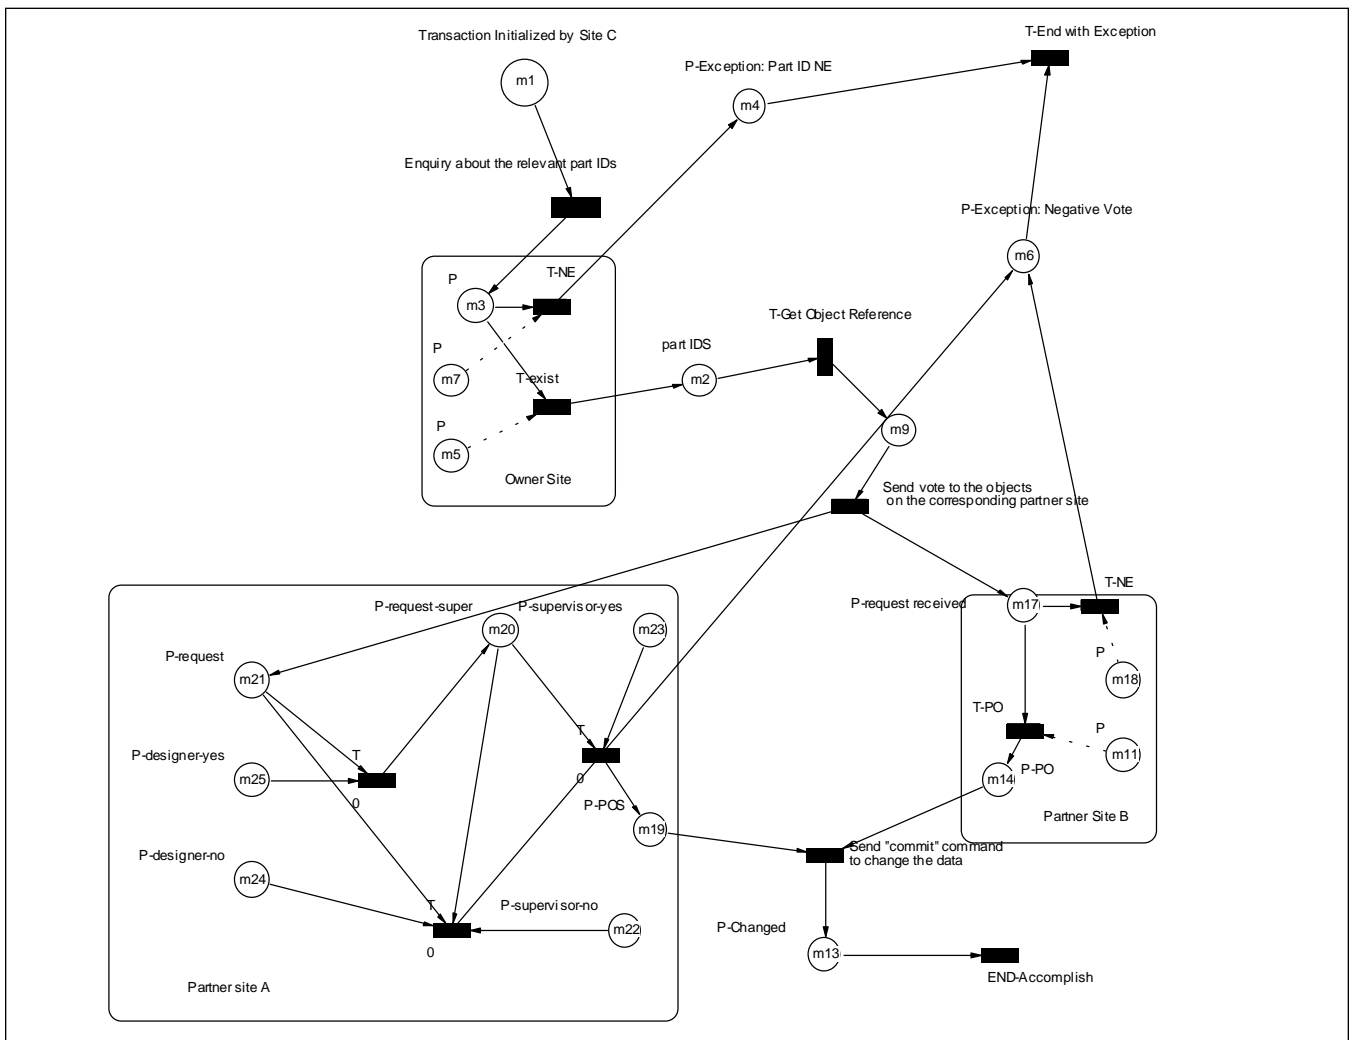 T-End with Exception
Transaction Initialized by Site C
P-Exception: Part ID NE
m1
m4
Enquiry about the relevant part IDs
P-Exception: Negative Vote
m6
P
T-NE
m3
T-Get Object Reference
part IDS
P
m7
T-exist
m2
P
m5
m9
Owner Site
Send vote to the objects
on the corresponding partner site
T-NE
P-request-super
P-supervisor-yes
P-request received
m17
m20
m23
P-request
m21
P
m18
T-PO
T
P
P-designer-yes
T
m25
0
m11
m14
P-PO
0
P-POS
Partner Site B
m19
Send "commit" command
to change the data
P-designer-no
m24
T
P-supervisor-no
m22
P-Changed
0
m13
END-Accomplish
Partner site A